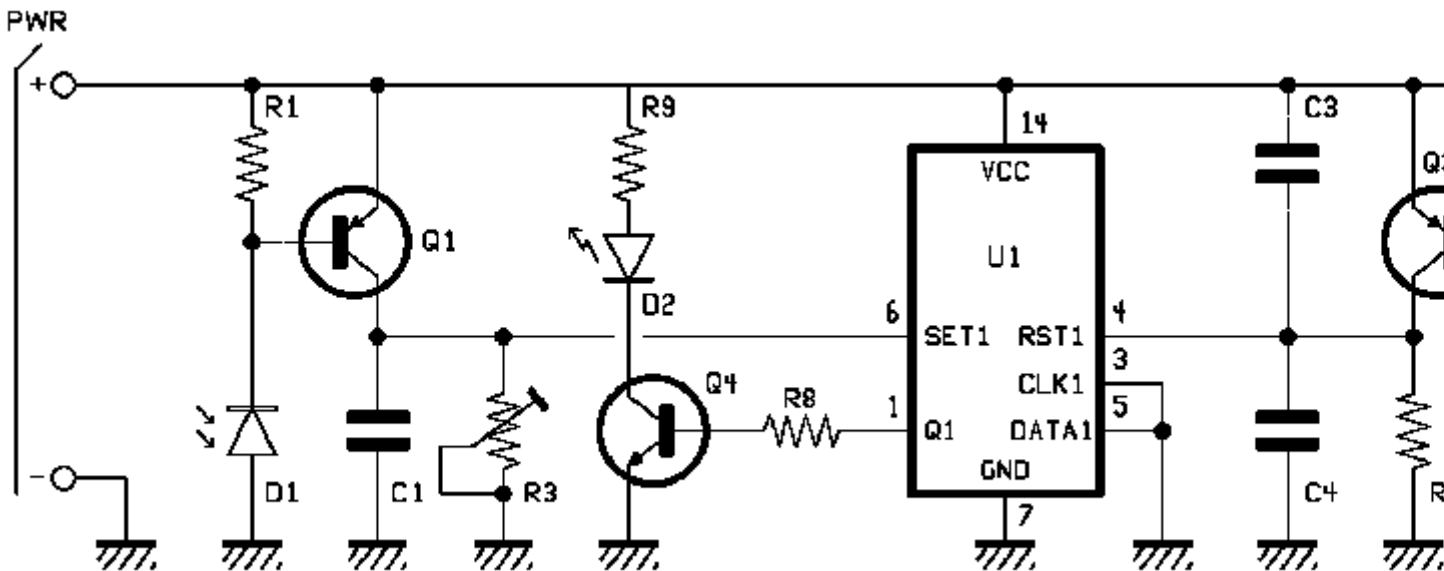 PWR
+
R1
R9
14
C3
VCC
Q1
U1
D2
6
4
SET1
RST1
3
CLK1
Q4
R8
1
5
Q1
DATA1
GND
-
D1
C1
R3
7
C4